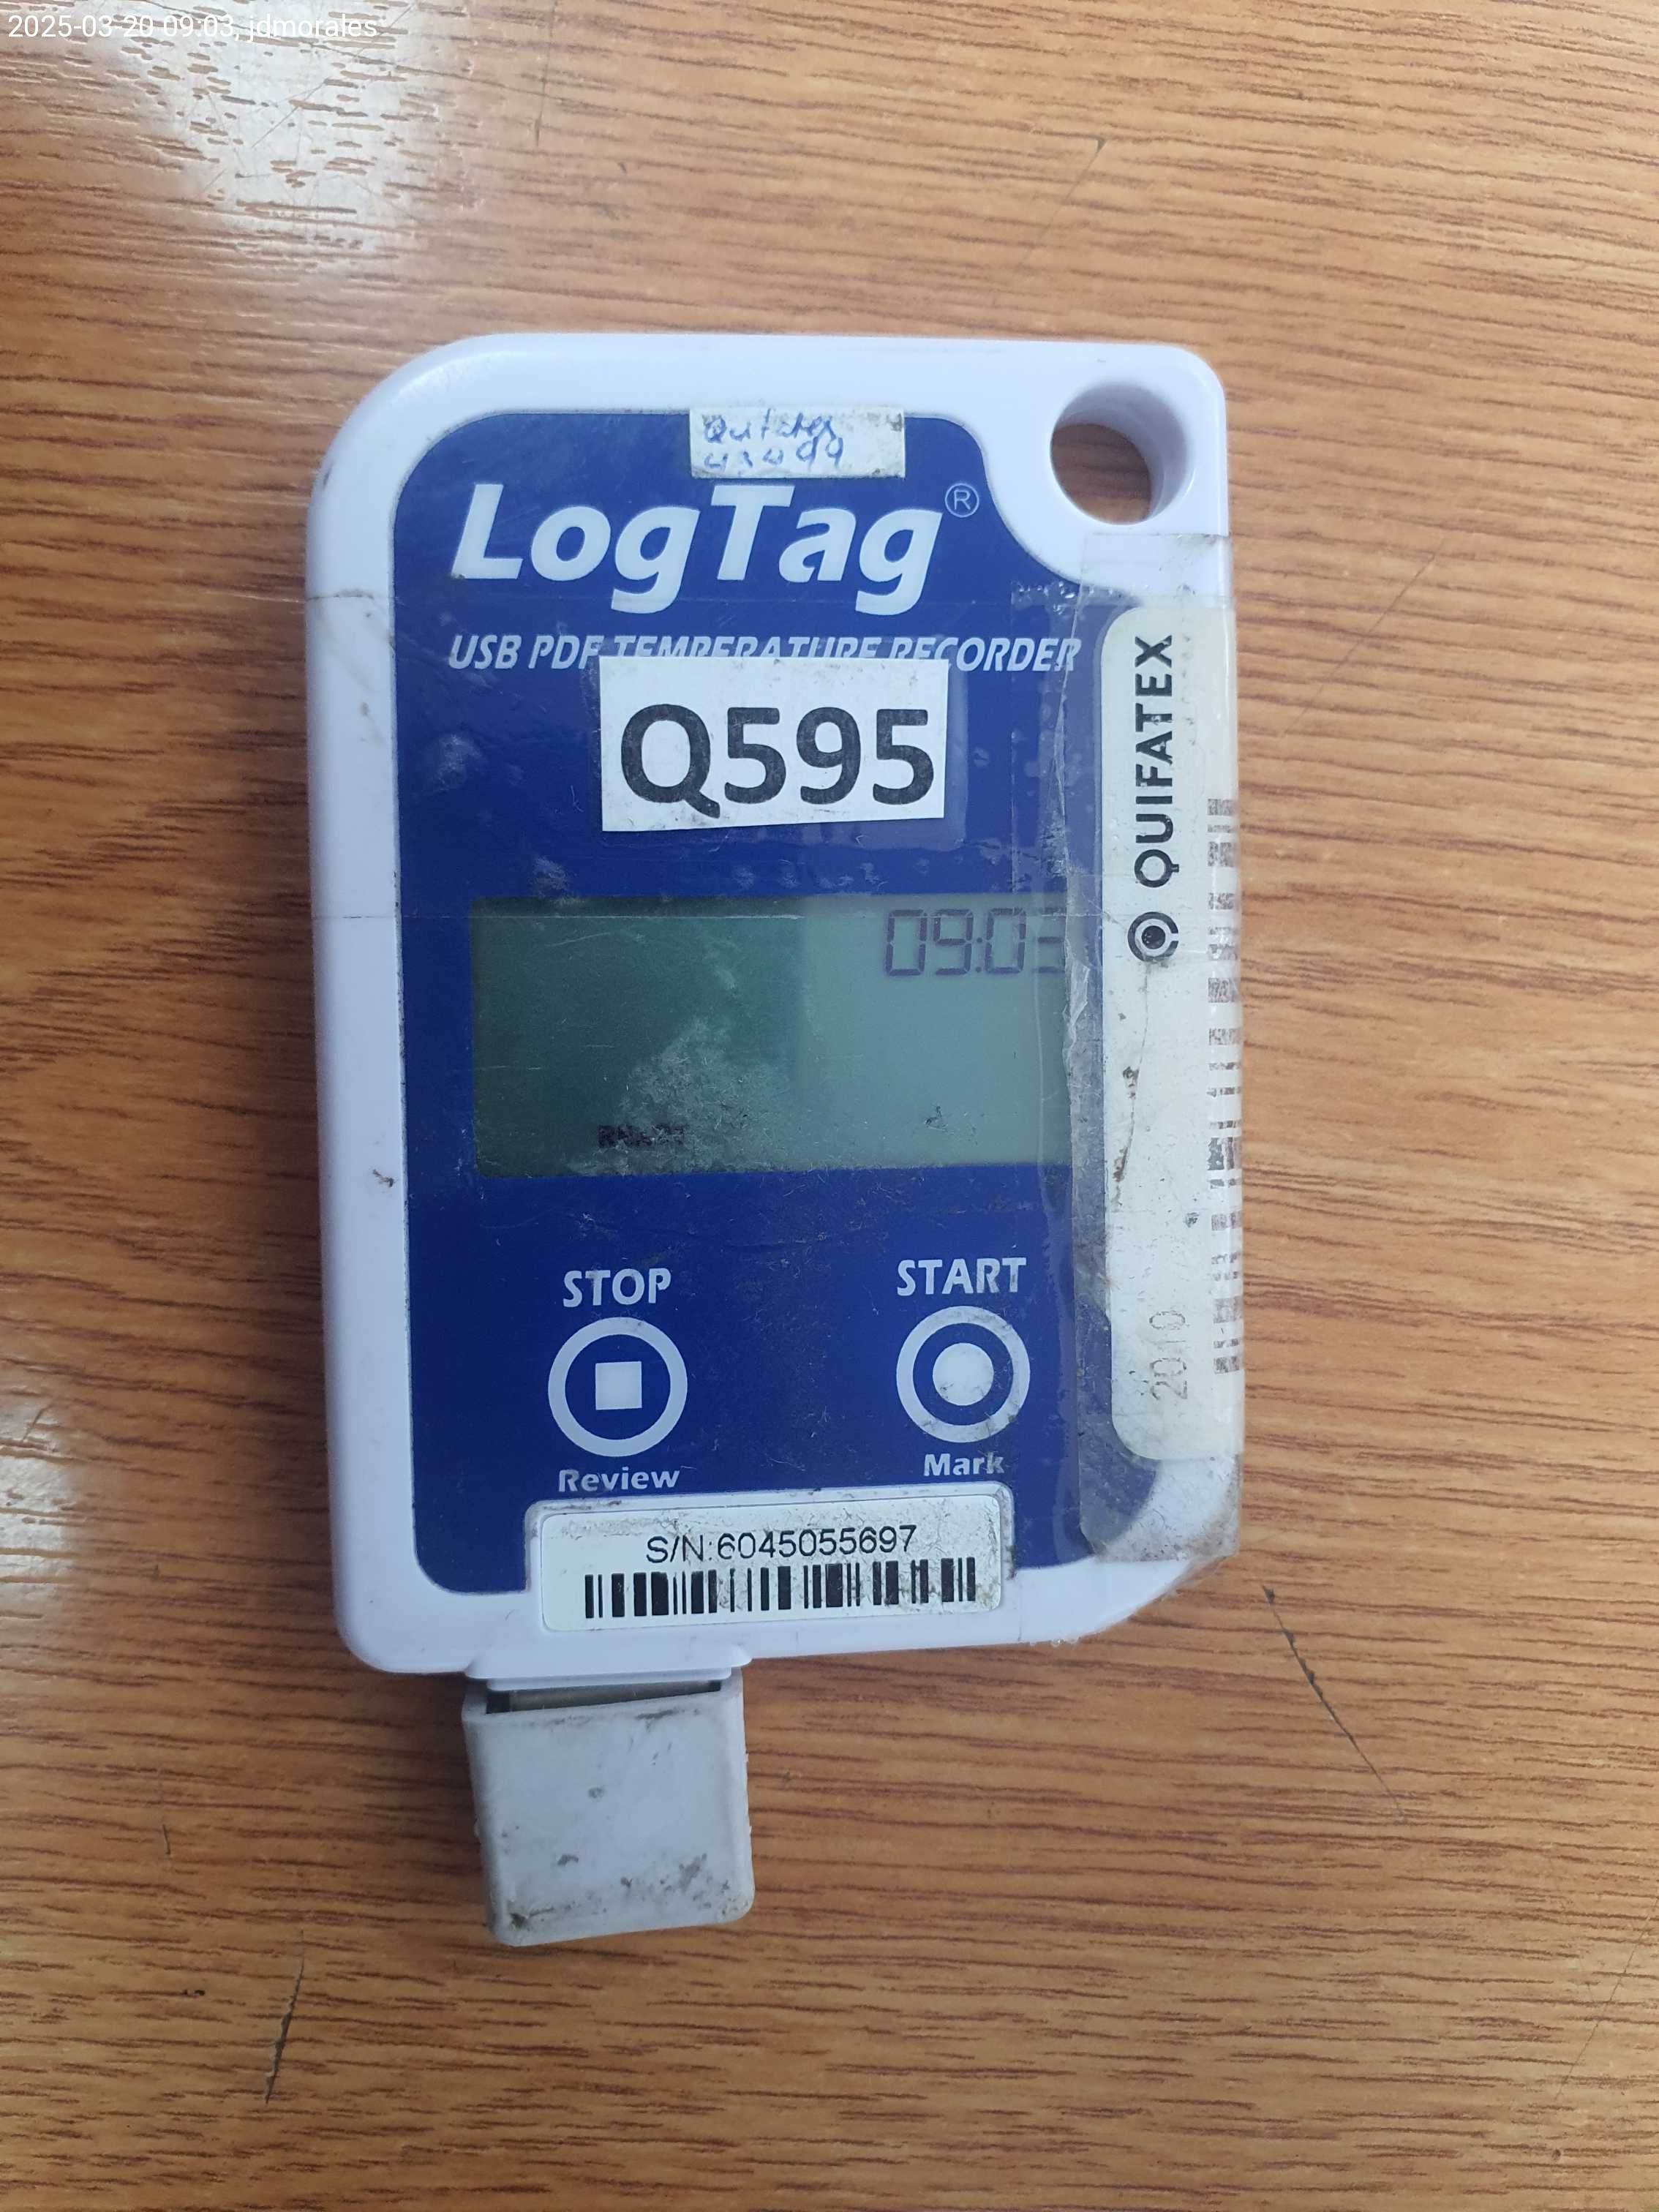 2025-03-20 09:03, jdmorales
LogTag®
USB PDF TEMPERATURE RECORDER
Q595
QUIFATEX
09:03
STOP
START
Review
Mark
S/N:6045055697